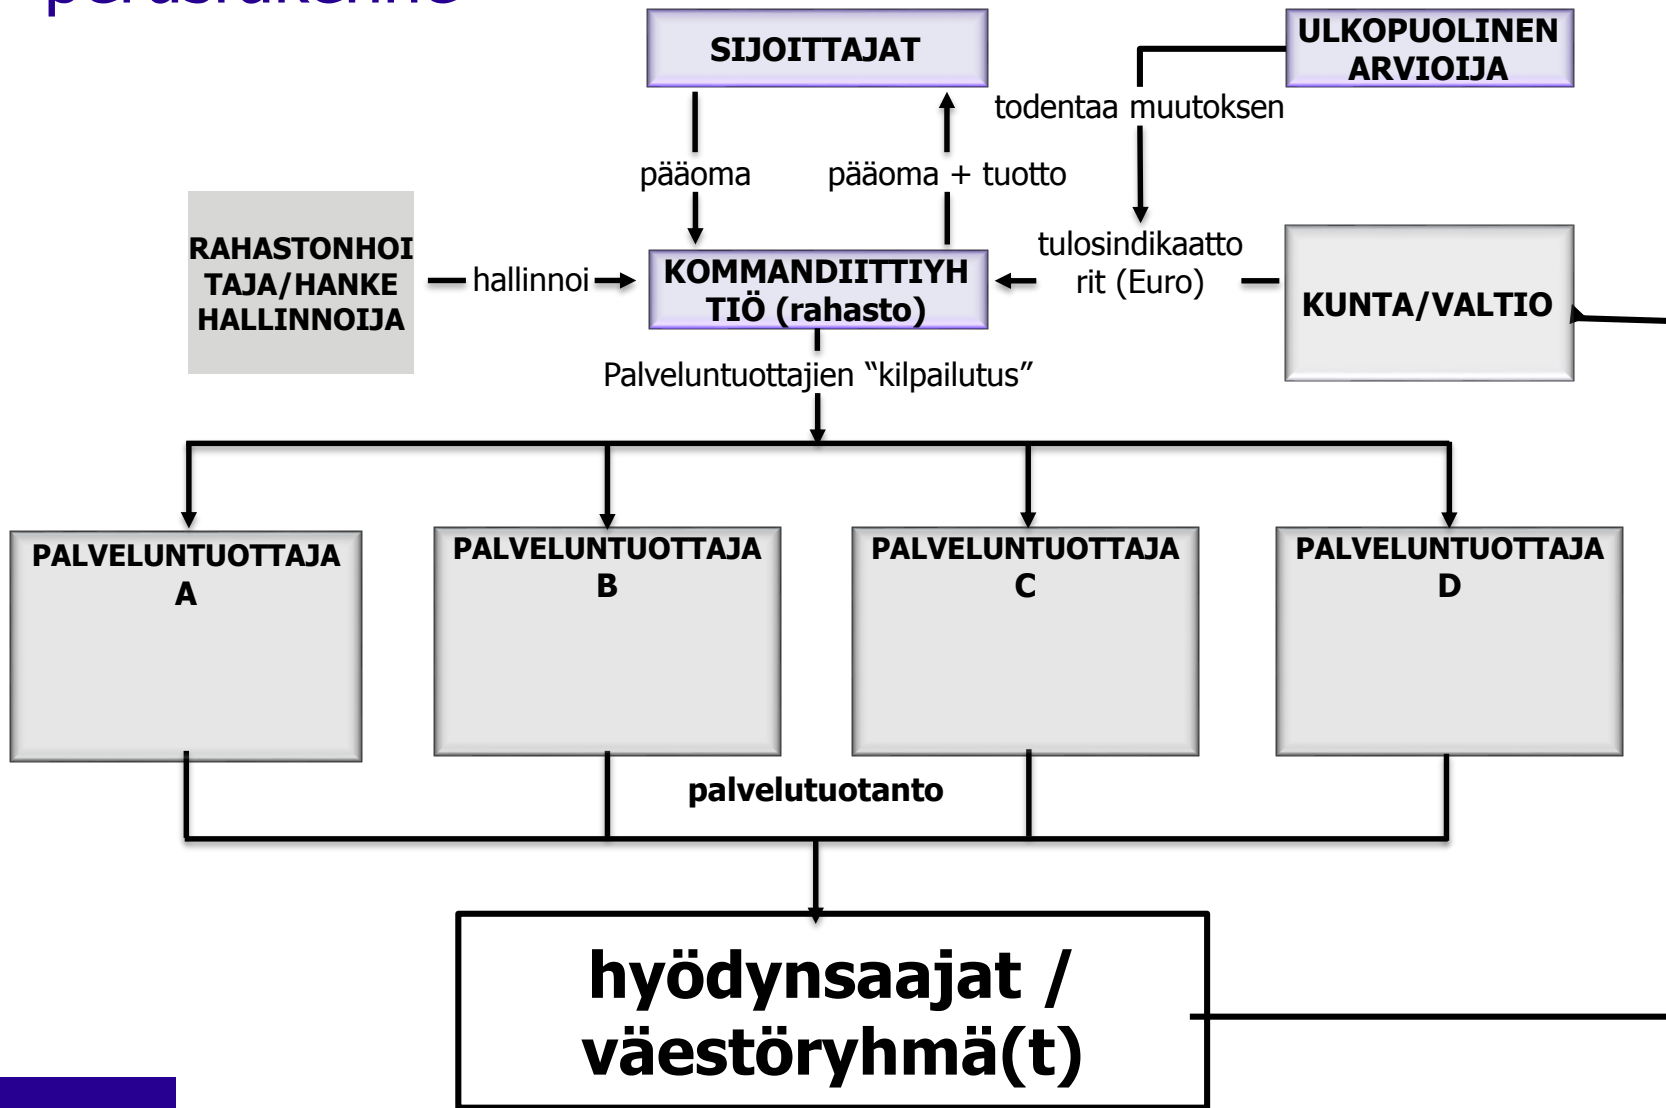 perusrakenne
SIJOITTAJAT
ULKOPUOLINEN
ARVIOIJA
todentaa muutoksen
pääoma
pääoma + tuotto
RAHASTONHOI
TAJA/HANKE
HALLINNOIJA
hallinnoi
KOMMANDIITTIYH
TIÖ (rahasto)
tulosindikaatto
rit (Euro)
KUNTA/VALTIO
Palveluntuottajien “kilpailutus”
PALVELUNTUOTTAJA
A
PALVELUNTUOTTAJA
B
PALVELUNTUOTTAJA
C
PALVELUNTUOTTAJA
D
palvelutuotanto
hyödynsaajat /
väestöryhmä(t)